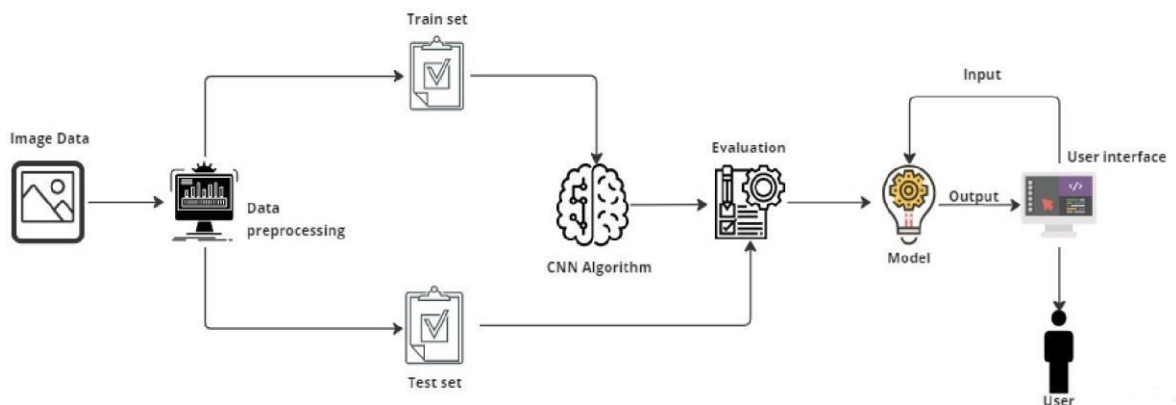 Train set
Input
Image Data
Evaluation
User interface
Data
preprocessing
Output
CNN Algorithm
Model
Test set
User